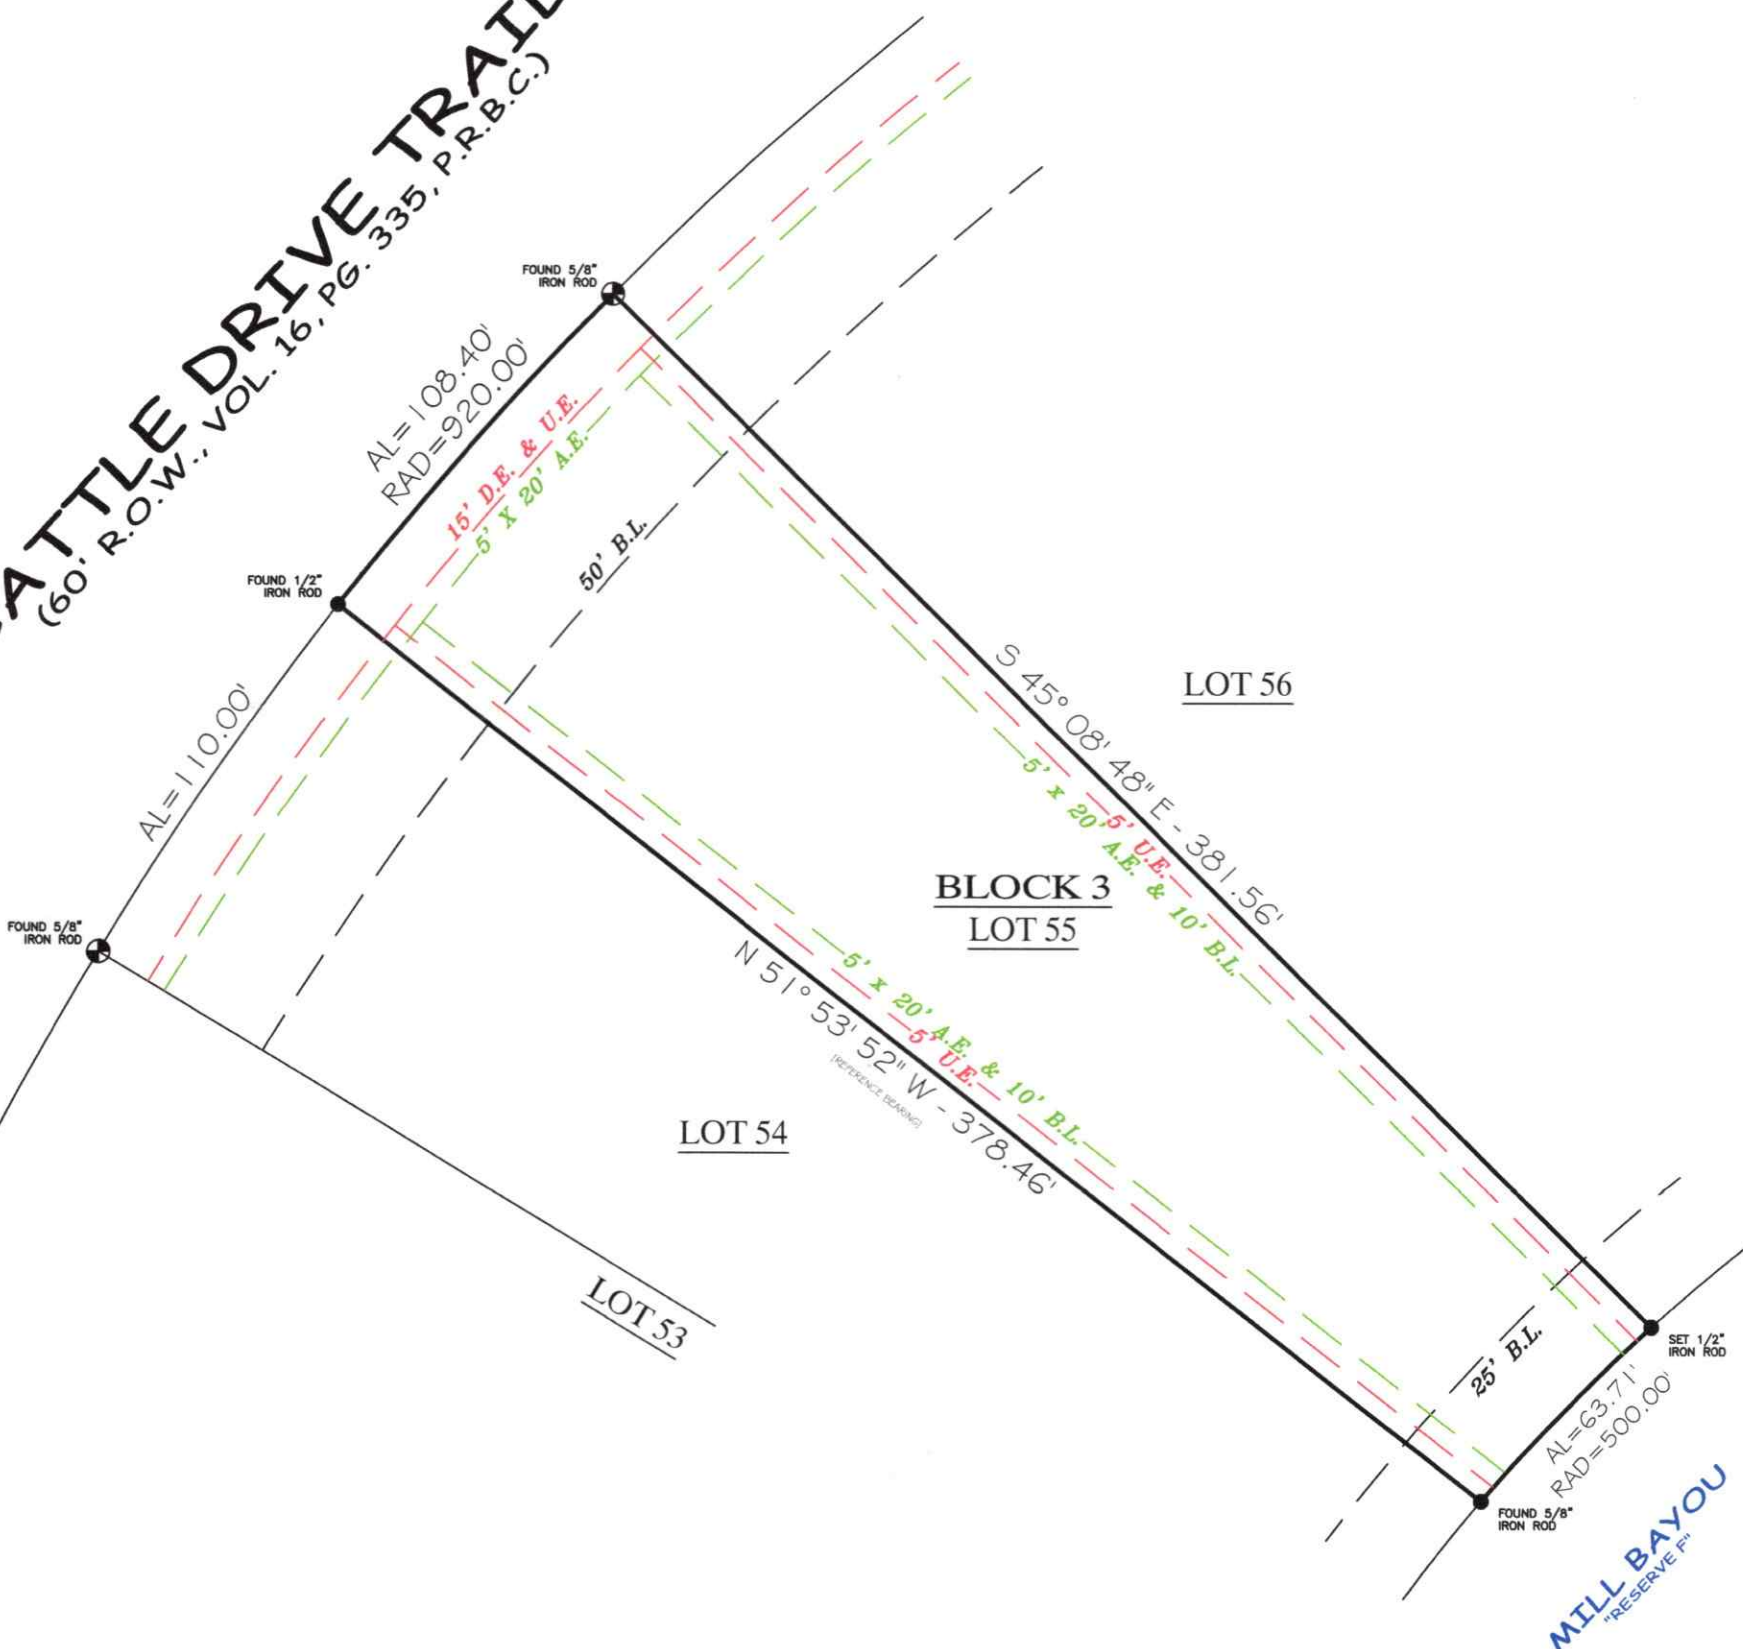 ATTLE DRIVE TRAIL
(60' R.O.W., VOL. 16, PG. 335, P.R.B.C.)
FOUND 5/8"
IRON ROD
AL=108.40'
RAD=920.00'
15' D.E. & U.E.
5' X 20' A.E.
50' B.L.
FOUND 1/2"
IRON ROD
AL=110.00'
FOUND 5/8"
IRON ROD
S 45° 08' 48" E - 381.56'
LOT 56
5' U.E.
5' x 20' A.E. & 10' B.L.
BLOCK 3
LOT 55
5' x 20' A.E. & 10' B.L.
5' U.E.
N 51° 53' 52" W - 378.46'
(REFERENCE BEARING)
LOT 54
LOT 53
25' B.L.
SET 1/2"
IRON ROD
AL=63.71'
RAD=500.00'
FOUND 5/8"
IRON ROD
MILL BAYOU
"RESERVE F"